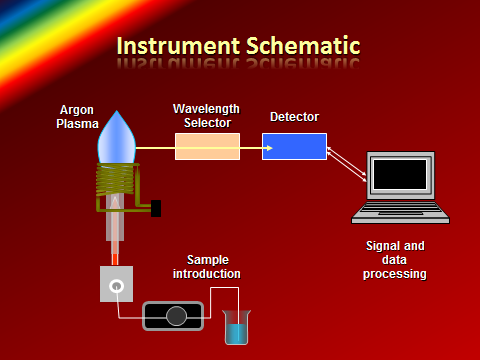 Instrument Schematic
Argon
Plasma
Wavelength
Selector
Detector
Signal and
data
processing
Sample
introduction